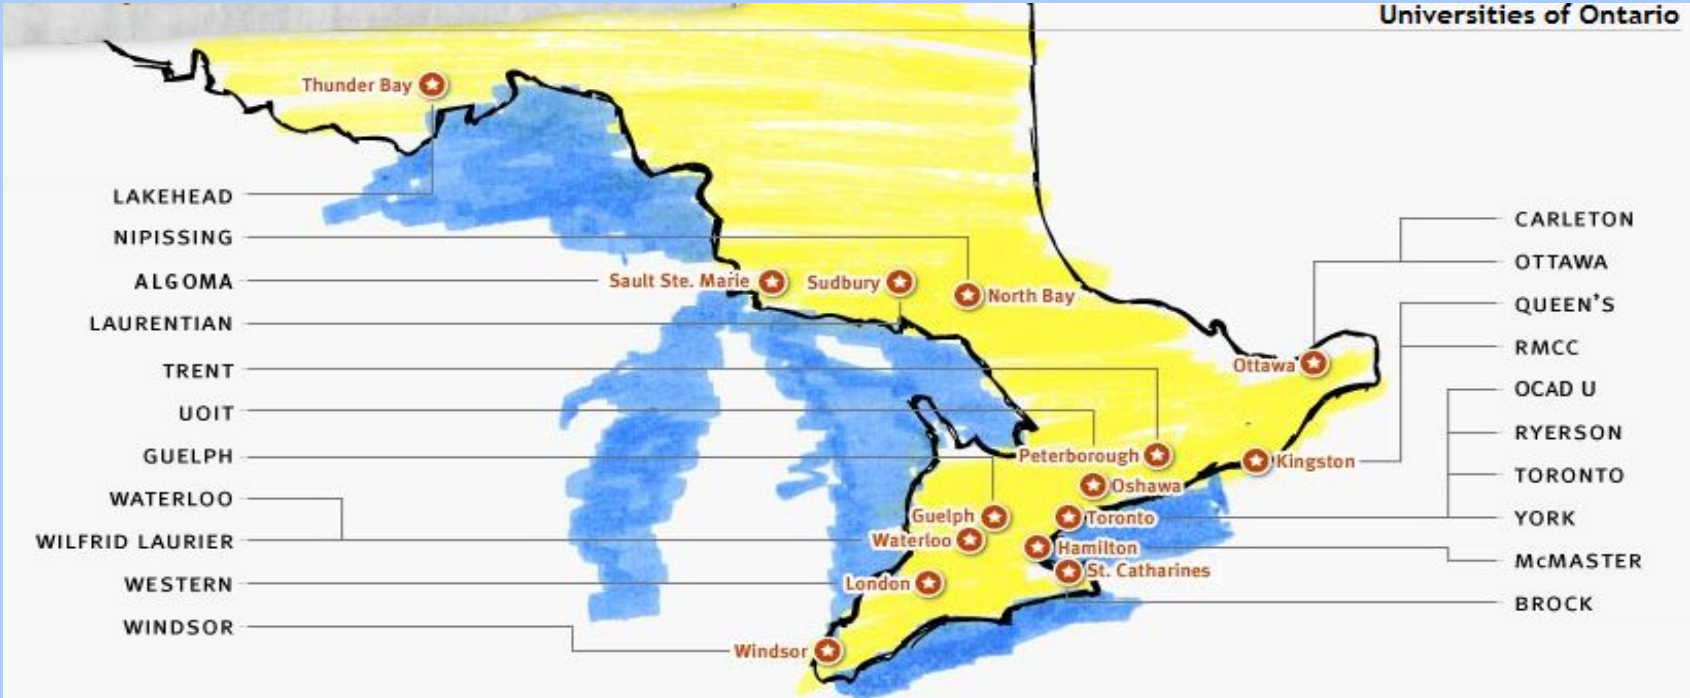 Universities of Ontario
Thunder Bay
LAKEHEAD
NIPISSING
ALGOMA
LAURENTIAN
TRENT
UOIT
GUELPH
WATERLOO
WILFRID LAURIER
WESTERN
WINDSOR
Sault Ste. Marie
Sudbury
North Bay
Ottawa
Peterborough
Kingston
Oshawa
Guelph
Toronto
Waterloo
Hamilton
St. Catharines
London
Windsor
CARLETON
OTTAWA
QUEEN'S
RMCC
OCAD U
RYERSON
TORONTO
YORK
McMASTER
BROCK